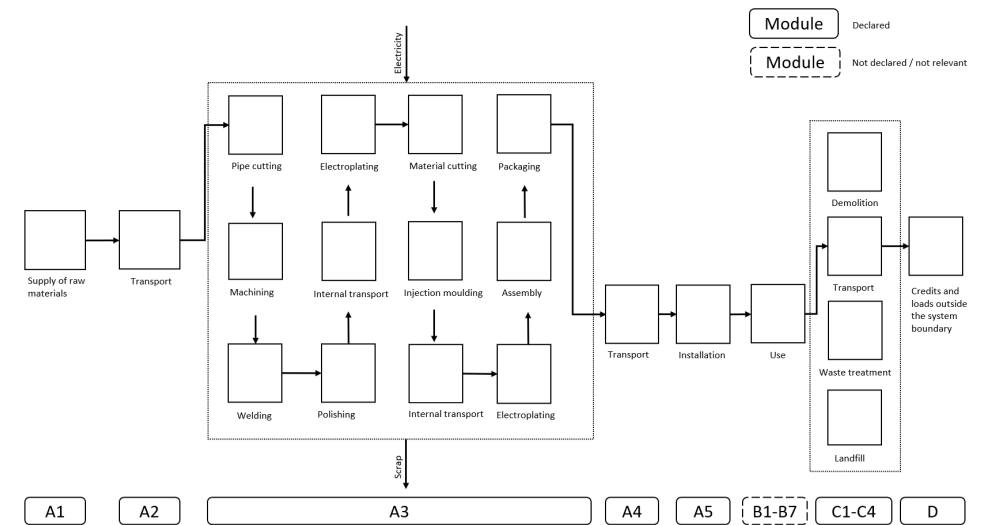 Module Declared
Module Not declared / not relevant
Electricity
Pipe cutting Electroplating Material cutting Packaging
Demolition
Supply of raw
materials
Transport
Machining Internal transport Injection moulding Assembly
Transport
Credits and
loads outside
the system
boundary
Transport Installation Use
Waste treatment
Welding Polishing Internal transport Electroplating
Landfill
Scrap
A1 A2 A3 A4 A5 B1-B7 C1-C4 D